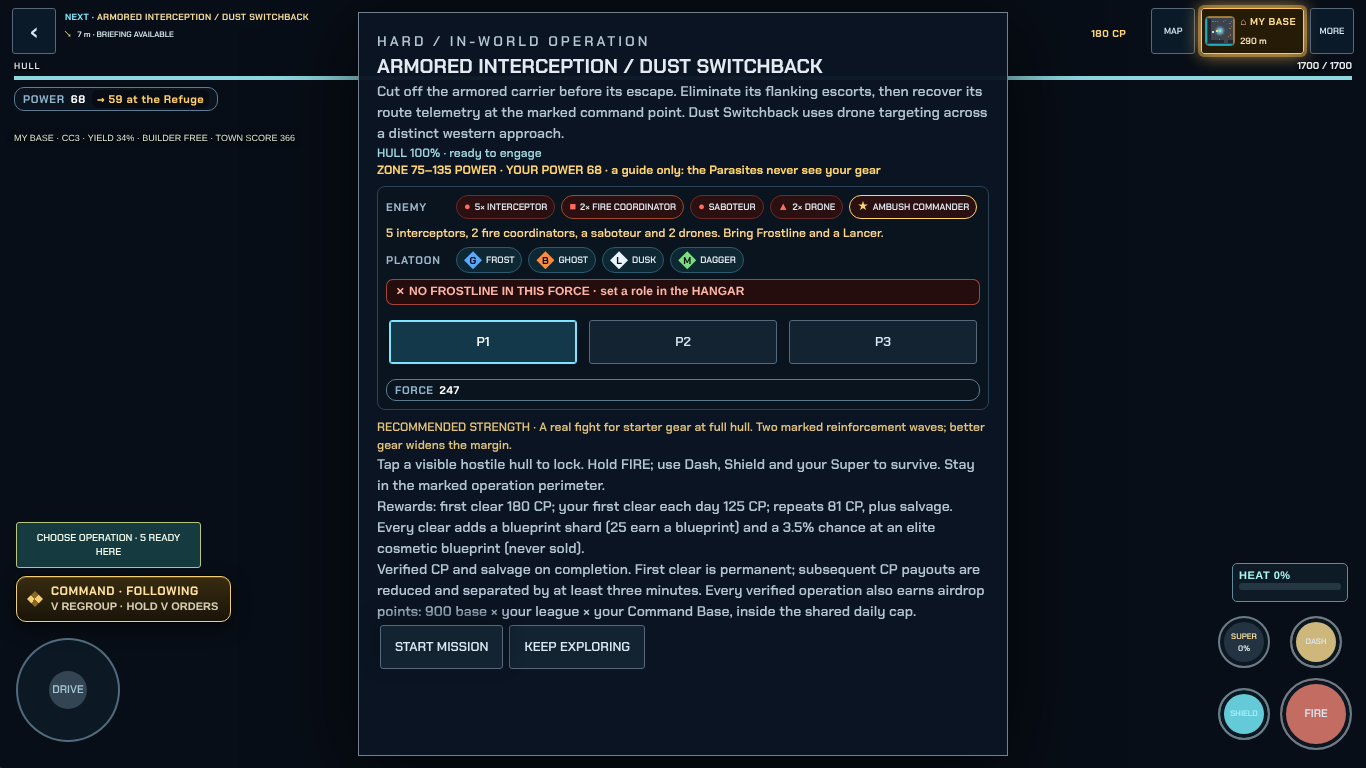 ‹
NEXT · ARMORED INTERCEPTION / DUST SWITCHBACK
↘ 7 m · BRIEFING AVAILABLE
180 CP
MAP
⌂ MY BASE
290 m
MORE
HULL
1700 / 1700
POWER 68 → 59 at the Refuge
MY BASE · CC3 · YIELD 34% · BUILDER FREE · TOWN SCORE 366
HARD / IN-WORLD OPERATION
ARMORED INTERCEPTION / DUST SWITCHBACK
Cut off the armored carrier before its escape. Eliminate its flanking escorts, then recover its
route telemetry at the marked command point. Dust Switchback uses drone targeting across
a distinct western approach.
HULL 100% · ready to engage
ZONE 75–135 POWER · YOUR POWER 68 · a guide only: the Parasites never see your gear
ENEMY
● 5× INTERCEPTOR
■ 2× FIRE COORDINATOR
● SABOTEUR
▲ 2× DRONE
★ AMBUSH COMMANDER
5 interceptors, 2 fire coordinators, a saboteur and 2 drones. Bring Frostline and a Lancer.
PLATOON
G FROST
B GHOST
L DUSK
M DAGGER
× NO FROSTLINE IN THIS FORCE · set a role in the HANGAR
P1
P2
P3
FORCE 247
RECOMMENDED STRENGTH · A real fight for starter gear at full hull. Two marked reinforcement waves; better
gear widens the margin.
Tap a visible hostile hull to lock. Hold FIRE; use Dash, Shield and your Super to survive. Stay
in the marked operation perimeter.
Rewards: first clear 180 CP; your first clear each day 125 CP; repeats 81 CP, plus salvage.
Every clear adds a blueprint shard (25 earn a blueprint) and a 3.5% chance at an elite
cosmetic blueprint (never sold).
Verified CP and salvage on completion. First clear is permanent; subsequent CP payouts are
reduced and separated by at least three minutes. Every verified operation also earns airdrop
points: 900 base × your league × your Command Base, inside the shared daily cap.
START MISSION
KEEP EXPLORING
CHOOSE OPERATION · 5 READY
HERE
COMMAND · FOLLOWING
V REGROUP · HOLD V ORDERS
DRIVE
HEAT 0%
SUPER
0%
DASH
SHIELD
FIRE